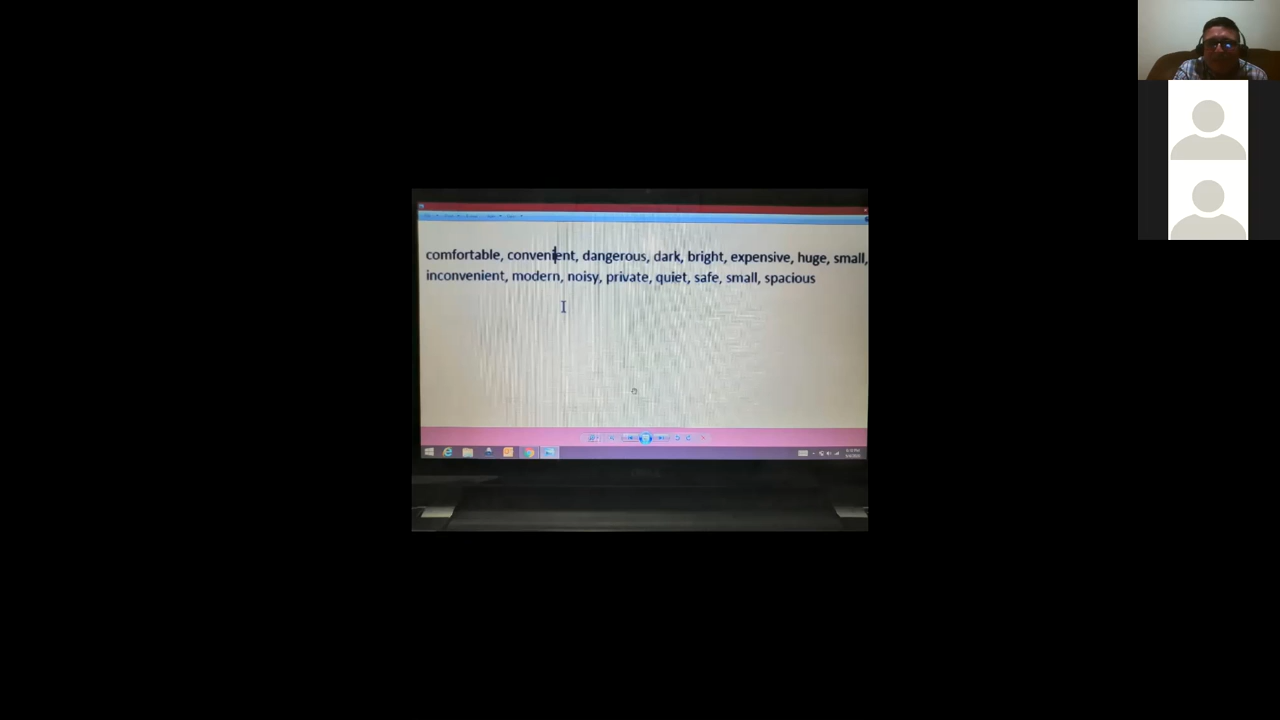 comfortable, convenient, dangerous, dark, bright, expensive, huge, small,
inconvenient, modern, noisy, private, quiet, safe, small, spacious